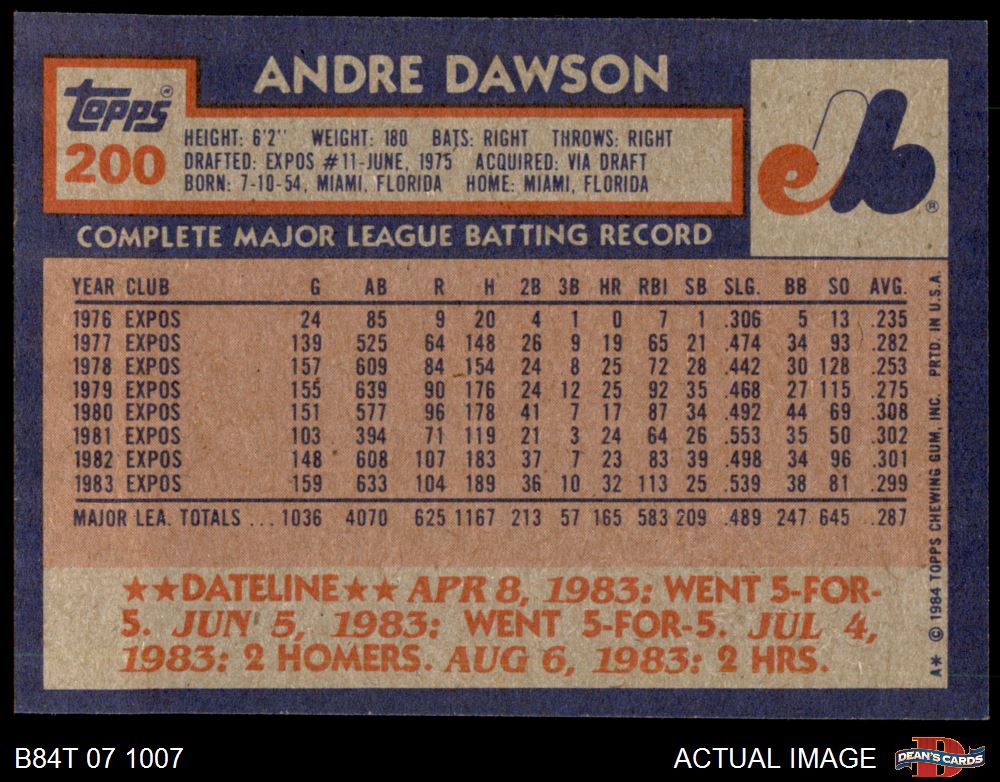 ANDRE DAWSON
Topps
200
HEIGHT: 6'2" WEIGHT: 180 BATS: RIGHT THROWS: RIGHT
DRAFTED: EXPOS #11-JUNE, 1975 ACQUIRED: VIA DRAFT
BORN: 7-10-54, MIAMI, FLORIDA HOME: MIAMI, FLORIDA
eb ®
COMPLETE MAJOR LEAGUE BATTING RECORD
YEAR CLUB G AB R H 2B 3B HR RBI SB SLG. BB SO AVG.
1976 EXPOS 24 85 9 20 4 1 0 7 1 .306 5 13 .235
1977 EXPOS 139 525 64 148 26 9 19 65 21 .474 34 93 .282
1978 EXPOS 157 609 84 154 24 8 25 72 28 .442 30 128 .253
1979 EXPOS 155 639 90 176 24 12 25 92 35 .468 27 115 .275
1980 EXPOS 151 577 96 178 41 7 17 87 34 .492 44 69 .308
1981 EXPOS 103 394 71 119 21 3 24 64 26 .553 35 50 .302
1982 EXPOS 148 608 107 183 37 7 23 83 39 .498 34 96 .301
1983 EXPOS 159 633 104 189 36 10 32 113 25 .539 38 81 .299
MAJOR LEA. TOTALS ... 1036 4070 625 1167 213 57 165 583 209 .489 247 645 .287
★★DATELINE★★ APR 8, 1983: WENT 5-FOR-
5. JUN 5, 1983: WENT 5-FOR-5. JUL 4,
1983: 2 HOMERS. AUG 6, 1983: 2 HRS.
A* © 1984 TOPPS CHEWING GUM, INC. PRTD. IN U.S.A.
B84T 07 1007
ACTUAL IMAGE
D
DEAN'S CARDS